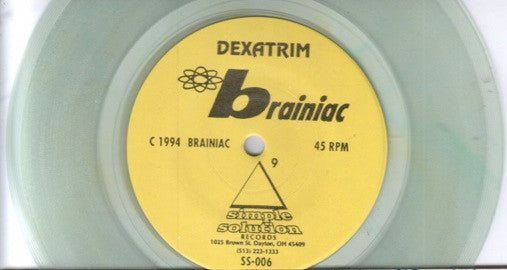 DEXATRIM
brainiac
C 1994 BRAINIAC 45 RPM
9
simple
solution
RECORDS
1025 Brown St. Dayton, OH 45409
(513) 223-1333
SS-006